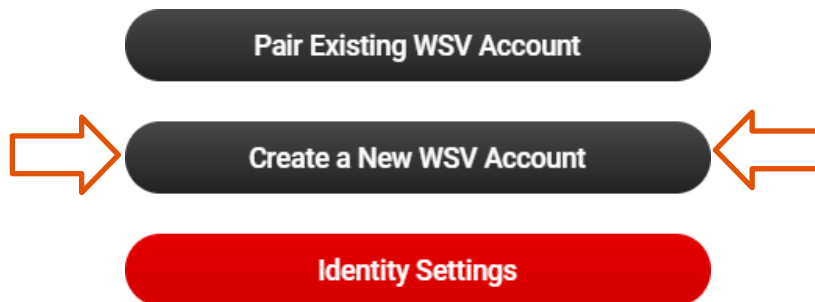 Pair Existing WSV Account
Create a New WSV Account
Identity Settings